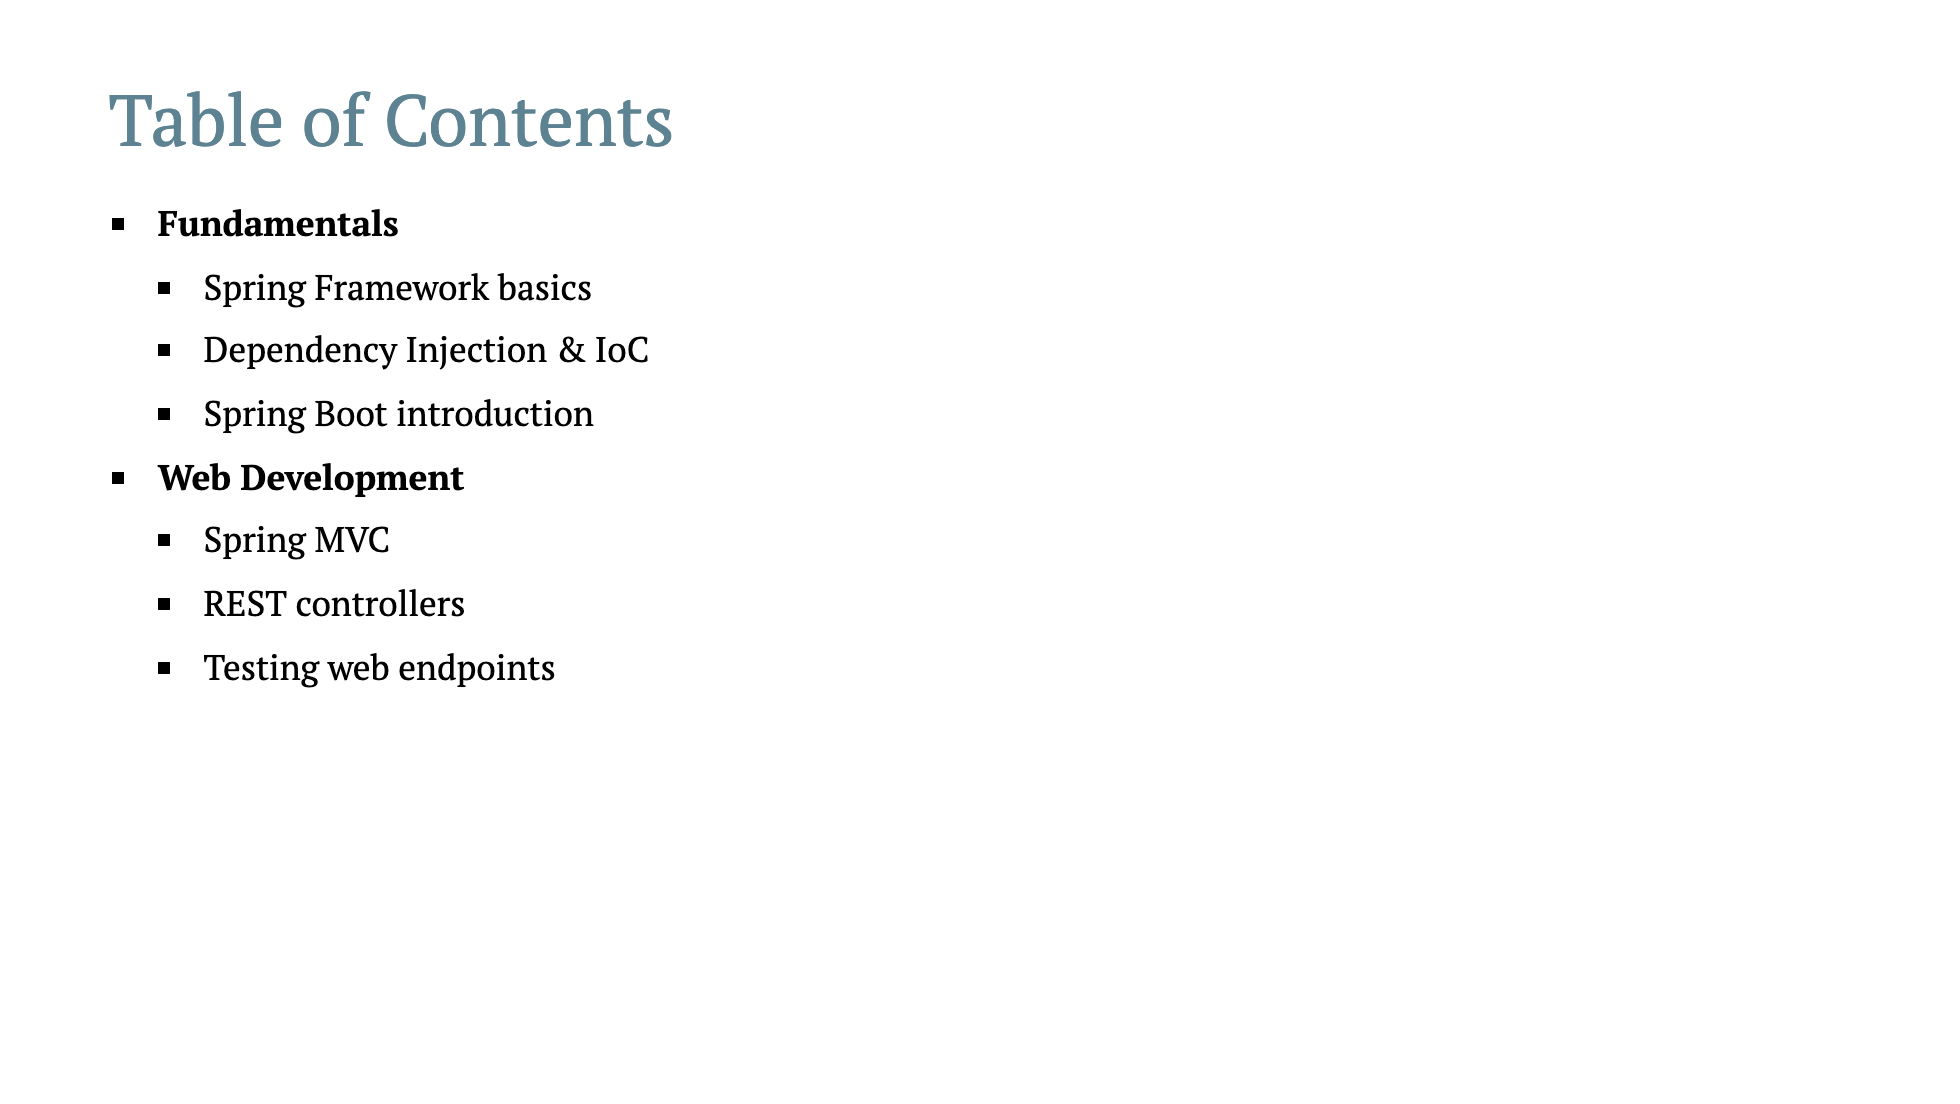 Table of Contents
Fundamentals
Spring Framework basics
Dependency Injection & IoC
Spring Boot introduction
Web Development
Spring MVC
REST controllers
Testing web endpoints